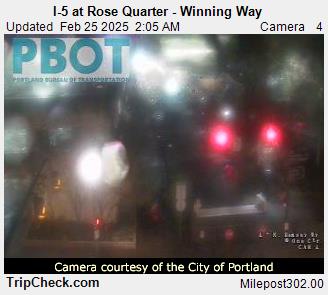 I-5 at Rose Quarter - Winning Way
Updated Feb 25 2025 2:05 AM Camera 4
PBOT
PORTLAND BUREAU OF TRANSPORTATION
Camera courtesy of the City of Portland
TripCheck.com Milepost302.00